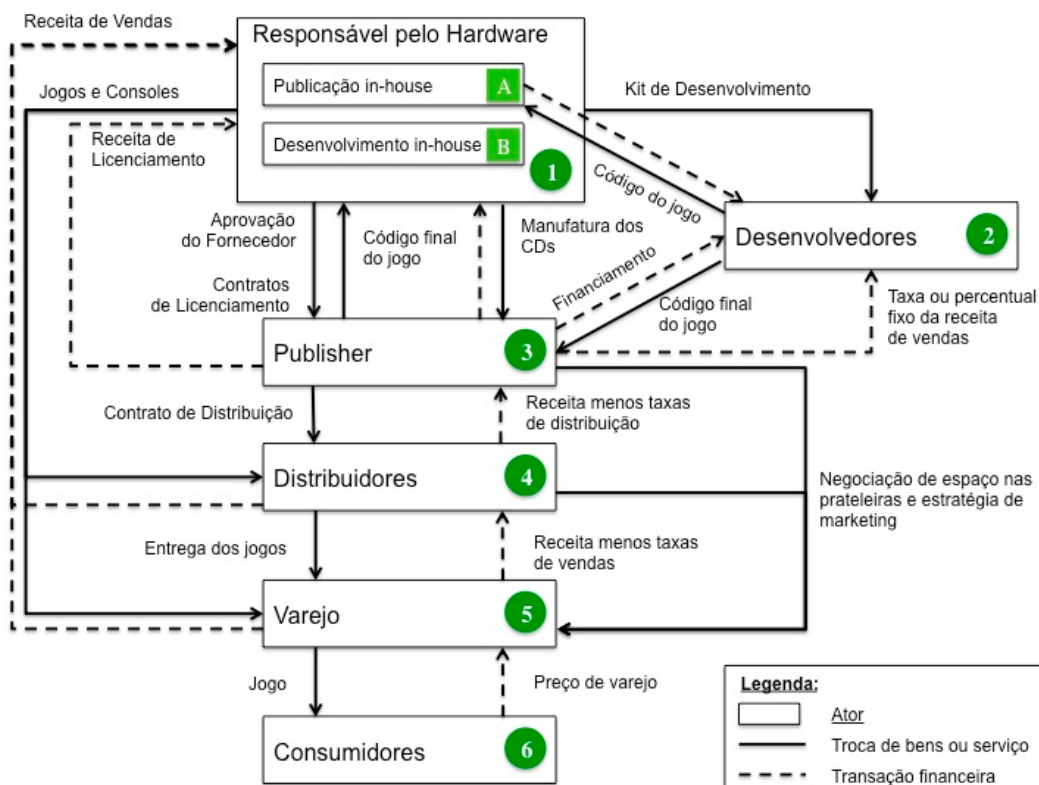 Receita de Vendas
Responsável pelo Hardware
Publicação in-house
A
Jogos e Consoles
Kit de Desenvolvimento
Receita de
Licenciamento
Desenvolvimento in-house
B
1
Código do jogo
Aprovação
do Fornecedor
Código final
do jogo
Manufatura dos
CDs
Desenvolvedores
2
Contratos
de Licenciamento
Financiamento
Código final
do jogo
Taxa ou percentual
fixo da receita
de vendas
Publisher
3
Contrato de Distribuição
Receita menos taxas
de distribuição
Distribuidores
4
Negociação de espaço nas
prateleiras e estratégia de
marketing
Entrega dos jogos
Receita menos taxas
de vendas
Varejo
5
Jogo
Preço de varejo
Consumidores
6
Legenda:
Ator
Troca de bens ou serviço
Transação financeira